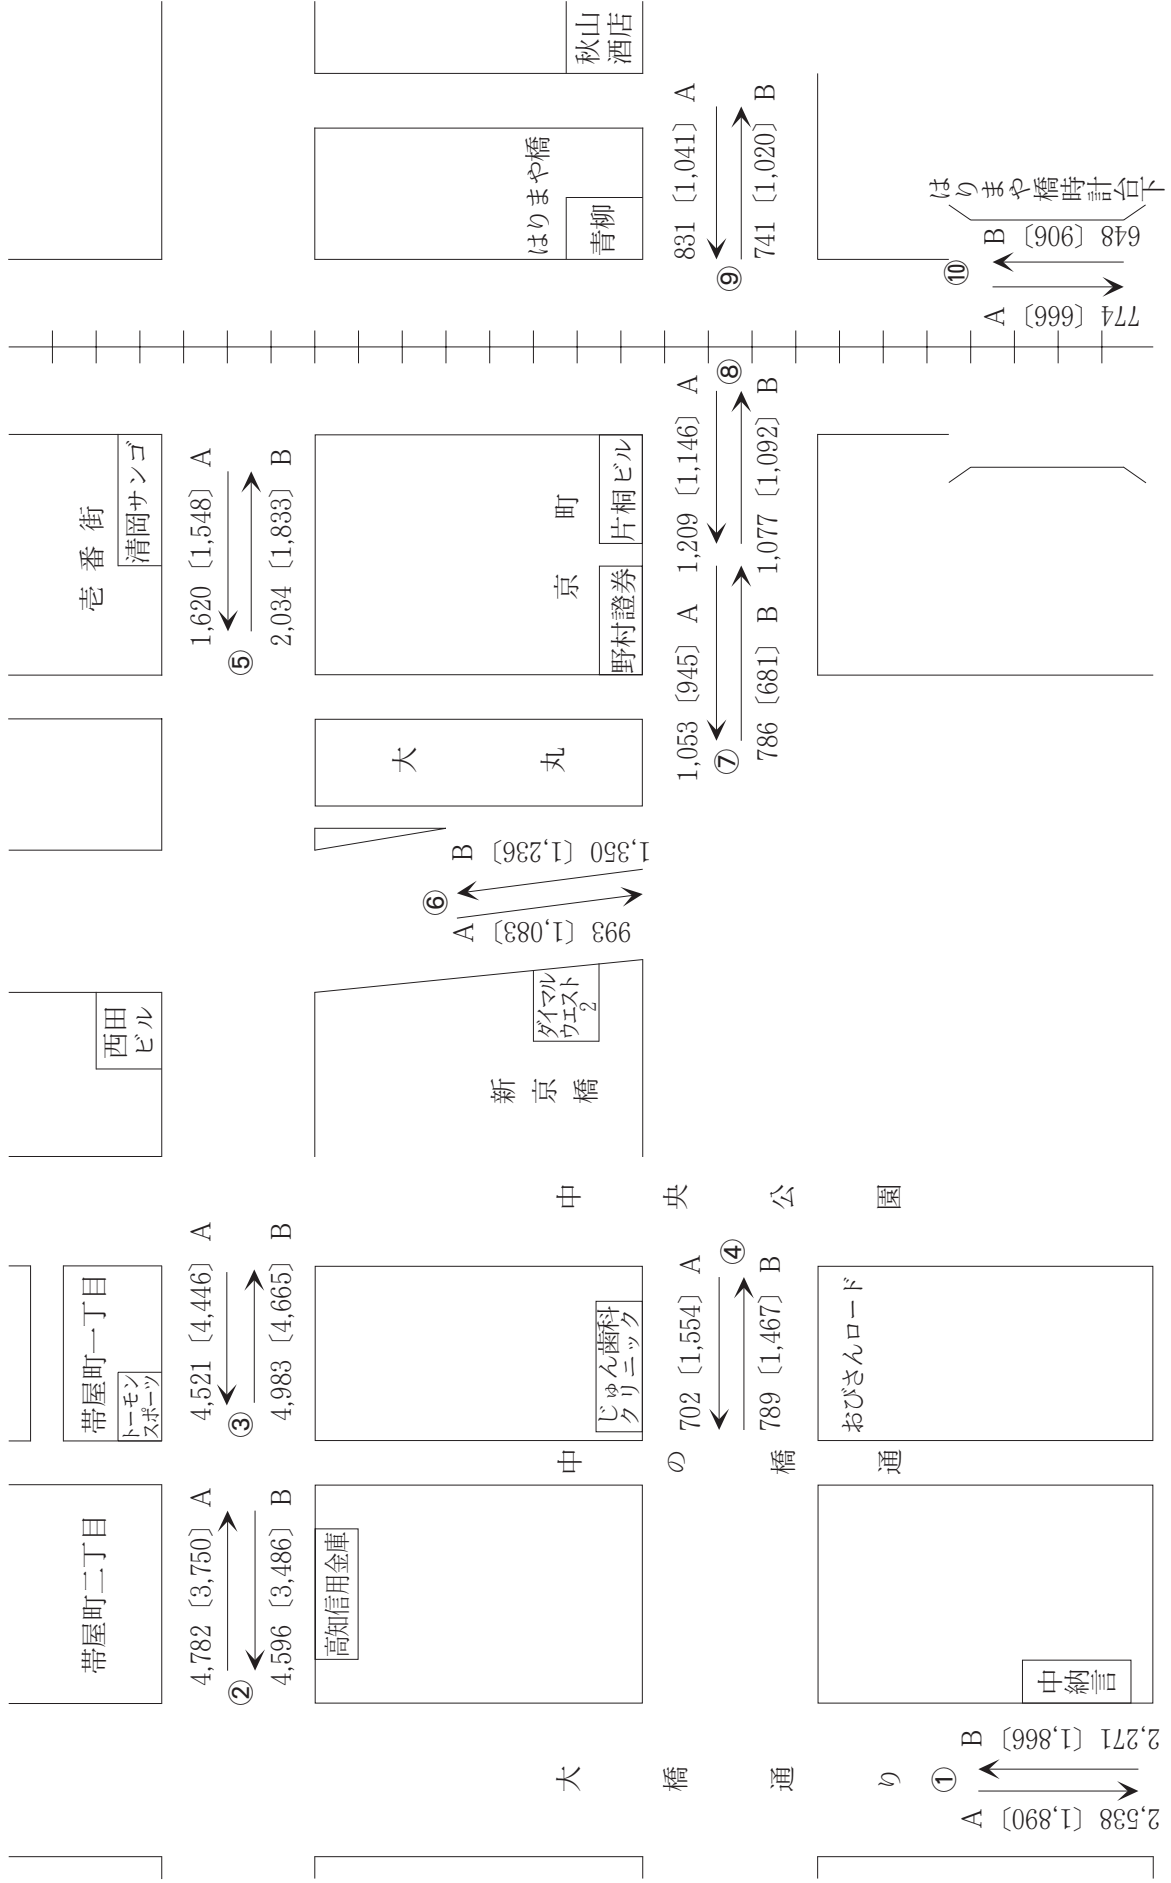 壱番街
帯屋町二丁目
帯屋町一丁目
トーモン
スポーツ
西田
ビル
清岡サンゴ
4,782 〔3,750〕 A
②
4,596 〔3,486〕 B
4,521 〔4,446〕 A
③
4,983 〔4,665〕 B
1,620 〔1,548〕 A
⑤
2,034 〔1,833〕 B
高知信用金庫
新京橋
ダイマル
ウエスト
2
⑥
A 〔1,083〕 993
B 〔1,236〕 1,350
大丸
京町
はりまや橋
青柳
秋山
酒店
じゅん歯科
クリニック
野村證券
片桐ビル
大橋通り
中の橋通
中央公園
702 〔1,554〕 A
④
789 〔1,467〕 B
1,053 〔945〕 A
⑦
786 〔681〕 B
1,209 〔1,146〕 A
⑧
1,077 〔1,092〕 B
831 〔1,041〕 A
⑨
741 〔1,020〕 B
おびさんロード
中納言
①
A 〔1,890〕 2,538
B 〔1,866〕 2,271
⑩
A 〔999〕 774
B 〔906〕 648
はりまや橋時計台下